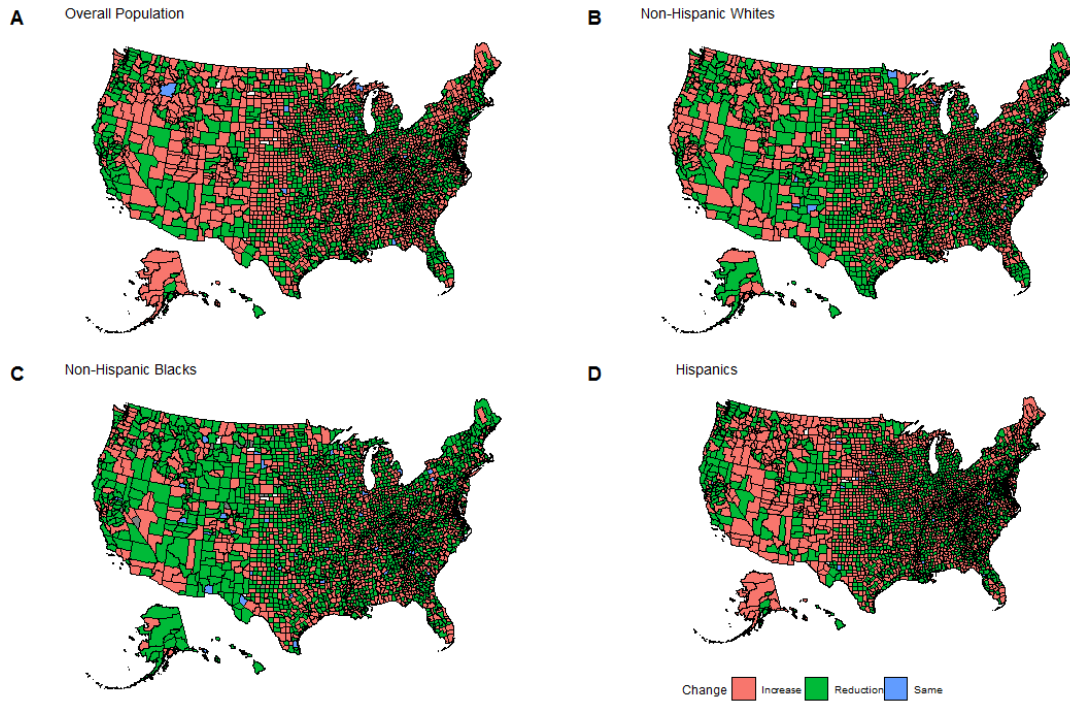 A Overall Population
B Non-Hispanic Whites
C Non-Hispanic Blacks
D Hispanics
Change Increase Reduction Same